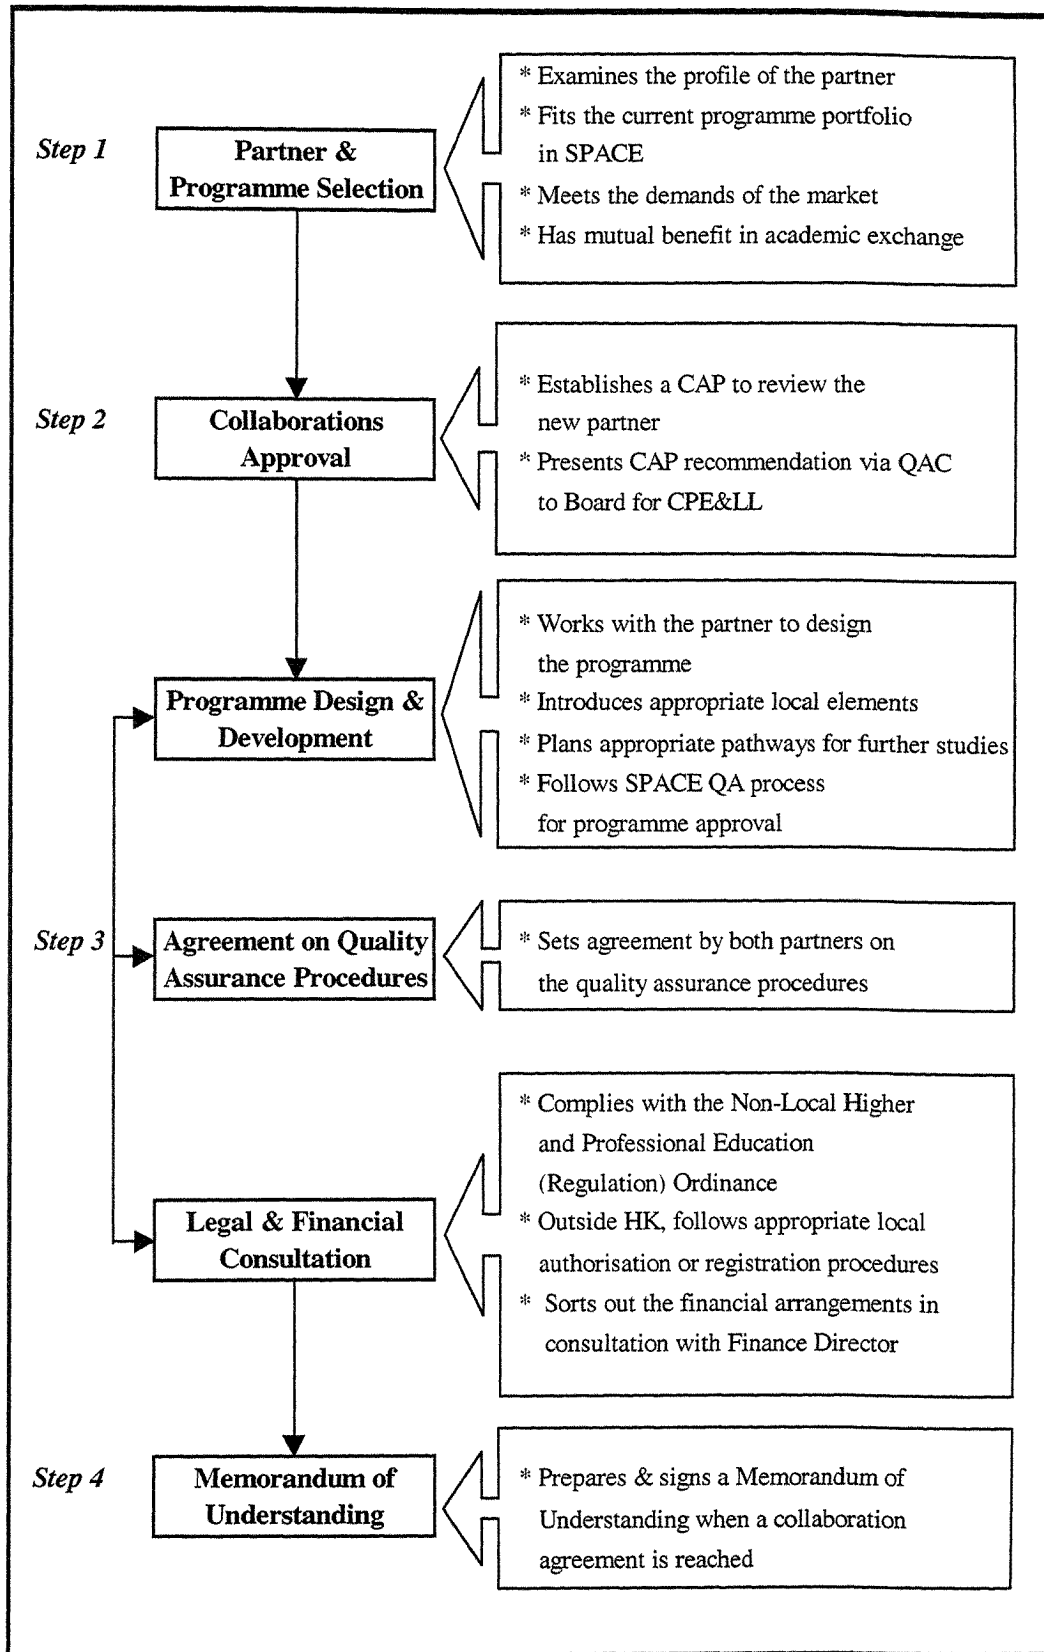 Step 1
Partner &
Programme Selection
* Examines the profile of the partner
* Fits the current programme portfolio
in SPACE
* Meets the demands of the market
* Has mutual benefit in academic exchange
Step 2
Collaborations
Approval
* Establishes a CAP to review the
new partner
* Presents CAP recommendation via QAC
to Board for CPE&LL
Programme Design &
Development
* Works with the partner to design
the programme
* Introduces appropriate local elements
* Plans appropriate pathways for further studies
* Follows SPACE QA process
for programme approval
Step 3
Agreement on Quality
Assurance Procedures
* Sets agreement by both partners on
the quality assurance procedures
Legal & Financial
Consultation
* Complies with the Non-Local Higher
and Professional Education
(Regulation) Ordinance
* Outside HK, follows appropriate local
authorisation or registration procedures
* Sorts out the financial arrangements in
consultation with Finance Director
Step 4
Memorandum of
Understanding
* Prepares & signs a Memorandum of
Understanding when a collaboration
agreement is reached